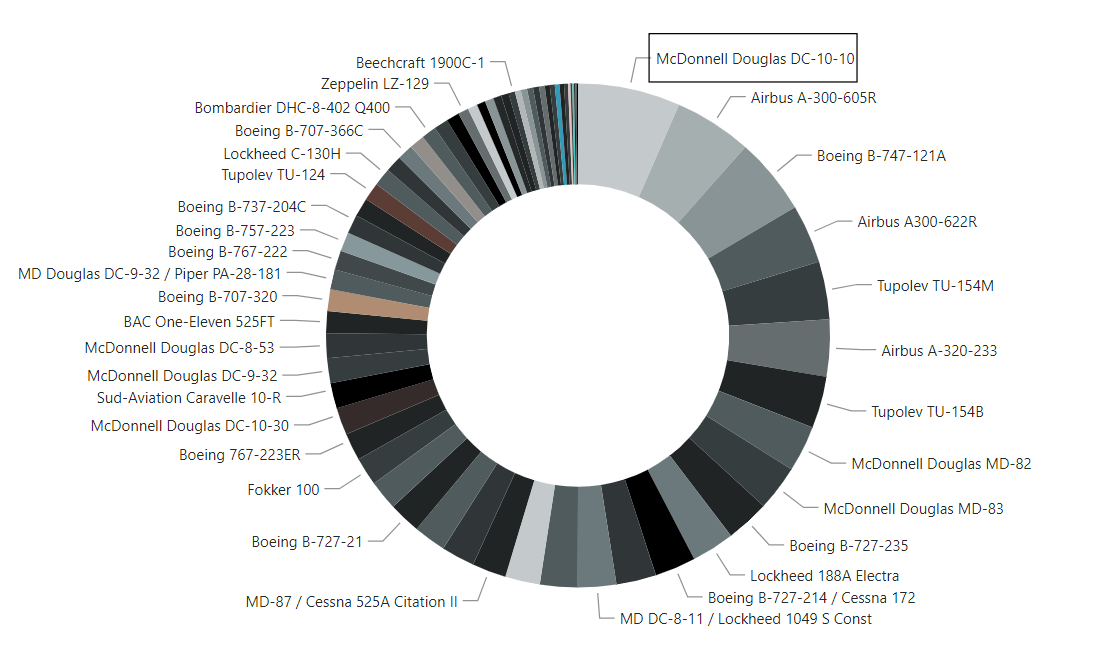 McDonnell Douglas DC-10-10
Airbus A-300-605R
Boeing B-747-121A
Airbus A300-622R
Tupolev TU-154M
Airbus A-320-233
Tupolev TU-154B
McDonnell Douglas MD-82
McDonnell Douglas MD-83
Boeing B-727-235
Lockheed 188A Electra
Boeing B-727-214 / Cessna 172
MD DC-8-11 / Lockheed 1049 S Const
MD-87 / Cessna 525A Citation II
Boeing B-727-21
Fokker 100
Boeing 767-223ER
McDonnell Douglas DC-10-30
Sud-Aviation Caravelle 10-R
McDonnell Douglas DC-9-32
McDonnell Douglas DC-8-53
BAC One-Eleven 525FT
Boeing B-707-320
MD Douglas DC-9-32 / Piper PA-28-181
Boeing B-767-222
Boeing B-757-223
Boeing B-737-204C
Tupolev TU-124
Lockheed C-130H
Boeing B-707-366C
Bombardier DHC-8-402 Q400
Zeppelin LZ-129
Beechcraft 1900C-1